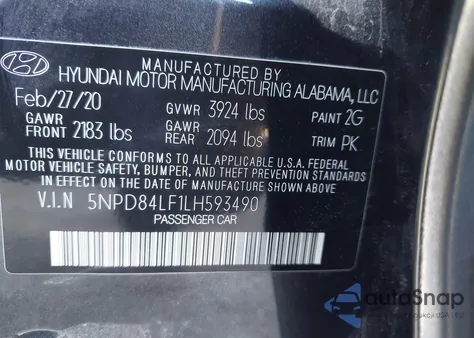 MANUFACTURED BY
HYUNDAI MOTOR MANUFACTURING ALABAMA, LLC
Feb/27/20 GVWR 3924 lbs PAINT 2G
GAWR FRONT 2183 lbs GAWR REAR 2094 lbs TRIM PK
THIS VEHICLE CONFORMS TO ALL APPLICABLE U.S.A. FEDERAL
MOTOR VEHICLE SAFETY, BUMPER, AND THEFT PREVENTION STANDARDS
IN EFFECT ON THE DATE OF MANUFACTURE SHOWN ABOVE.
V.I.N 5NPD84LF1LH593490
PASSENGER CAR
autoSnap